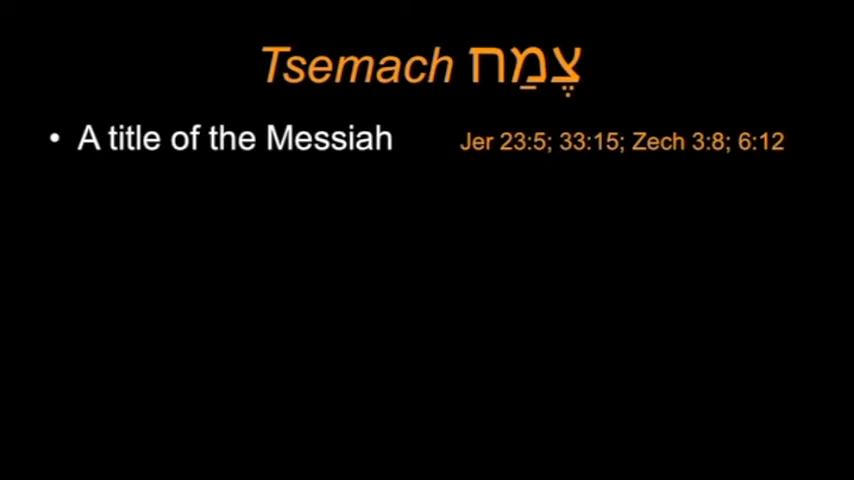 Tsemach צֶמַח
• A title of the Messiah Jer 23:5; 33:15; Zech 3:8; 6:12